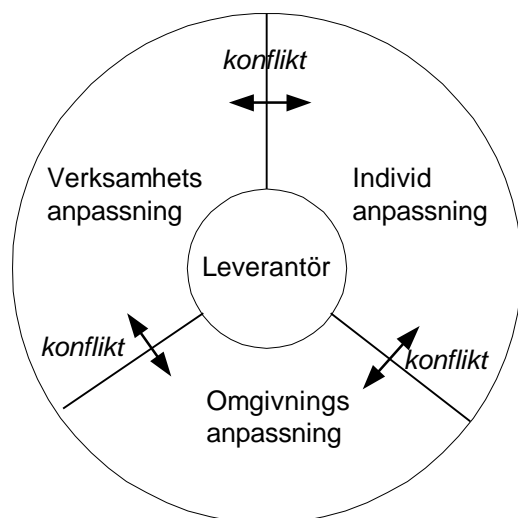 konflikt
Verksamhets
anpassning
Individ
anpassning
Leverantör
konflikt
konflikt
Omgivnings
anpassning